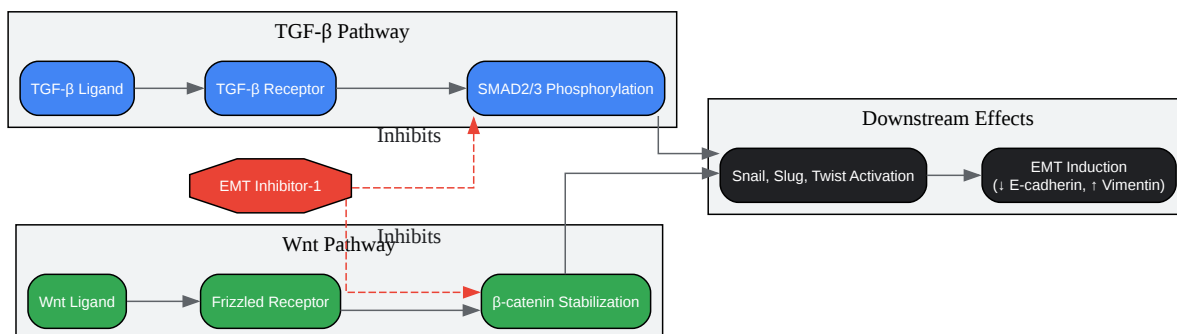 TGF-β Pathway
TGF-β Ligand
TGF-β Receptor
SMAD2/3 Phosphorylation
Inhibits
EMT Inhibitor-1
Inhibits
Wnt Pathway
Wnt Ligand
Frizzled Receptor
β-catenin Stabilization
Downstream Effects
Snail, Slug, Twist Activation
EMT Induction
(↓ E-cadherin, ↑ Vimentin)